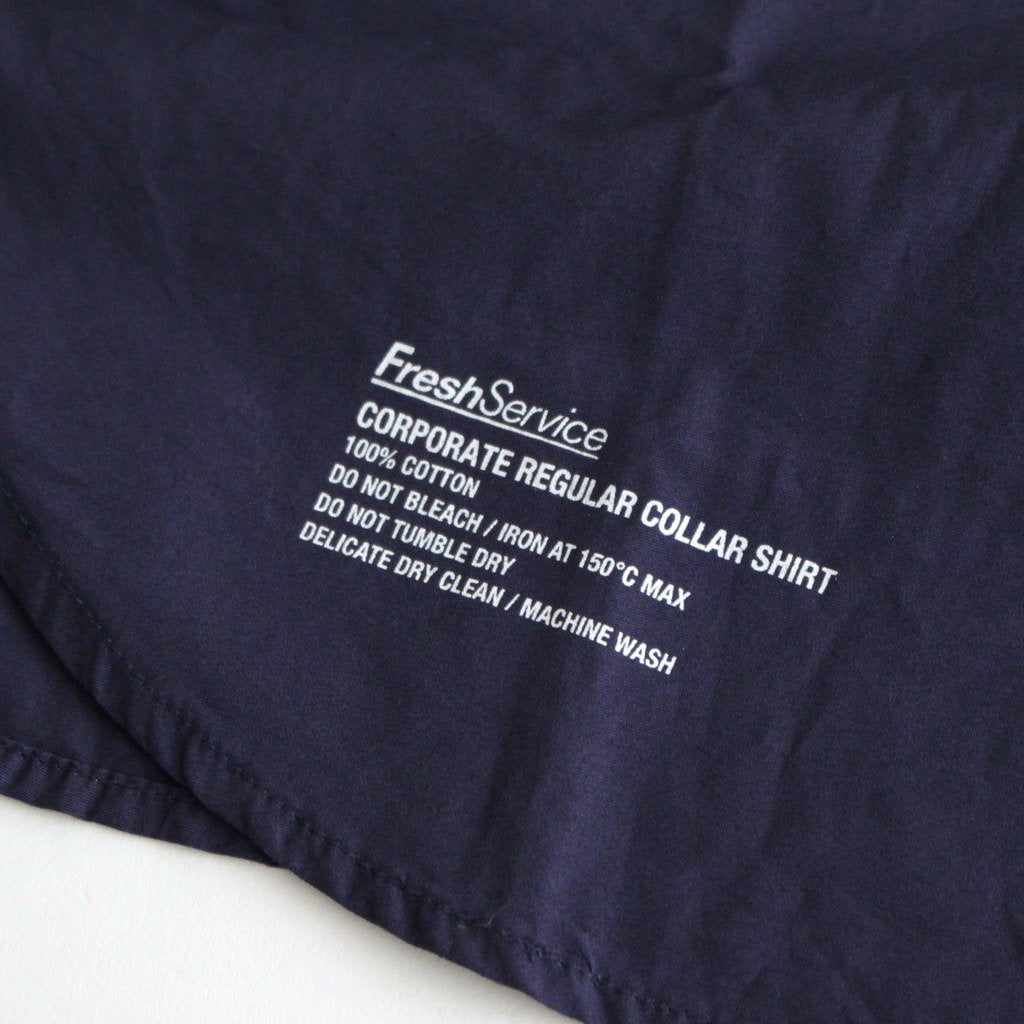 FreshService
CORPORATE REGULAR COLLAR SHIRT
100% COTTON
DO NOT BLEACH / IRON AT 150°C MAX
DO NOT TUMBLE DRY
DELICATE DRY CLEAN / MACHINE WASH